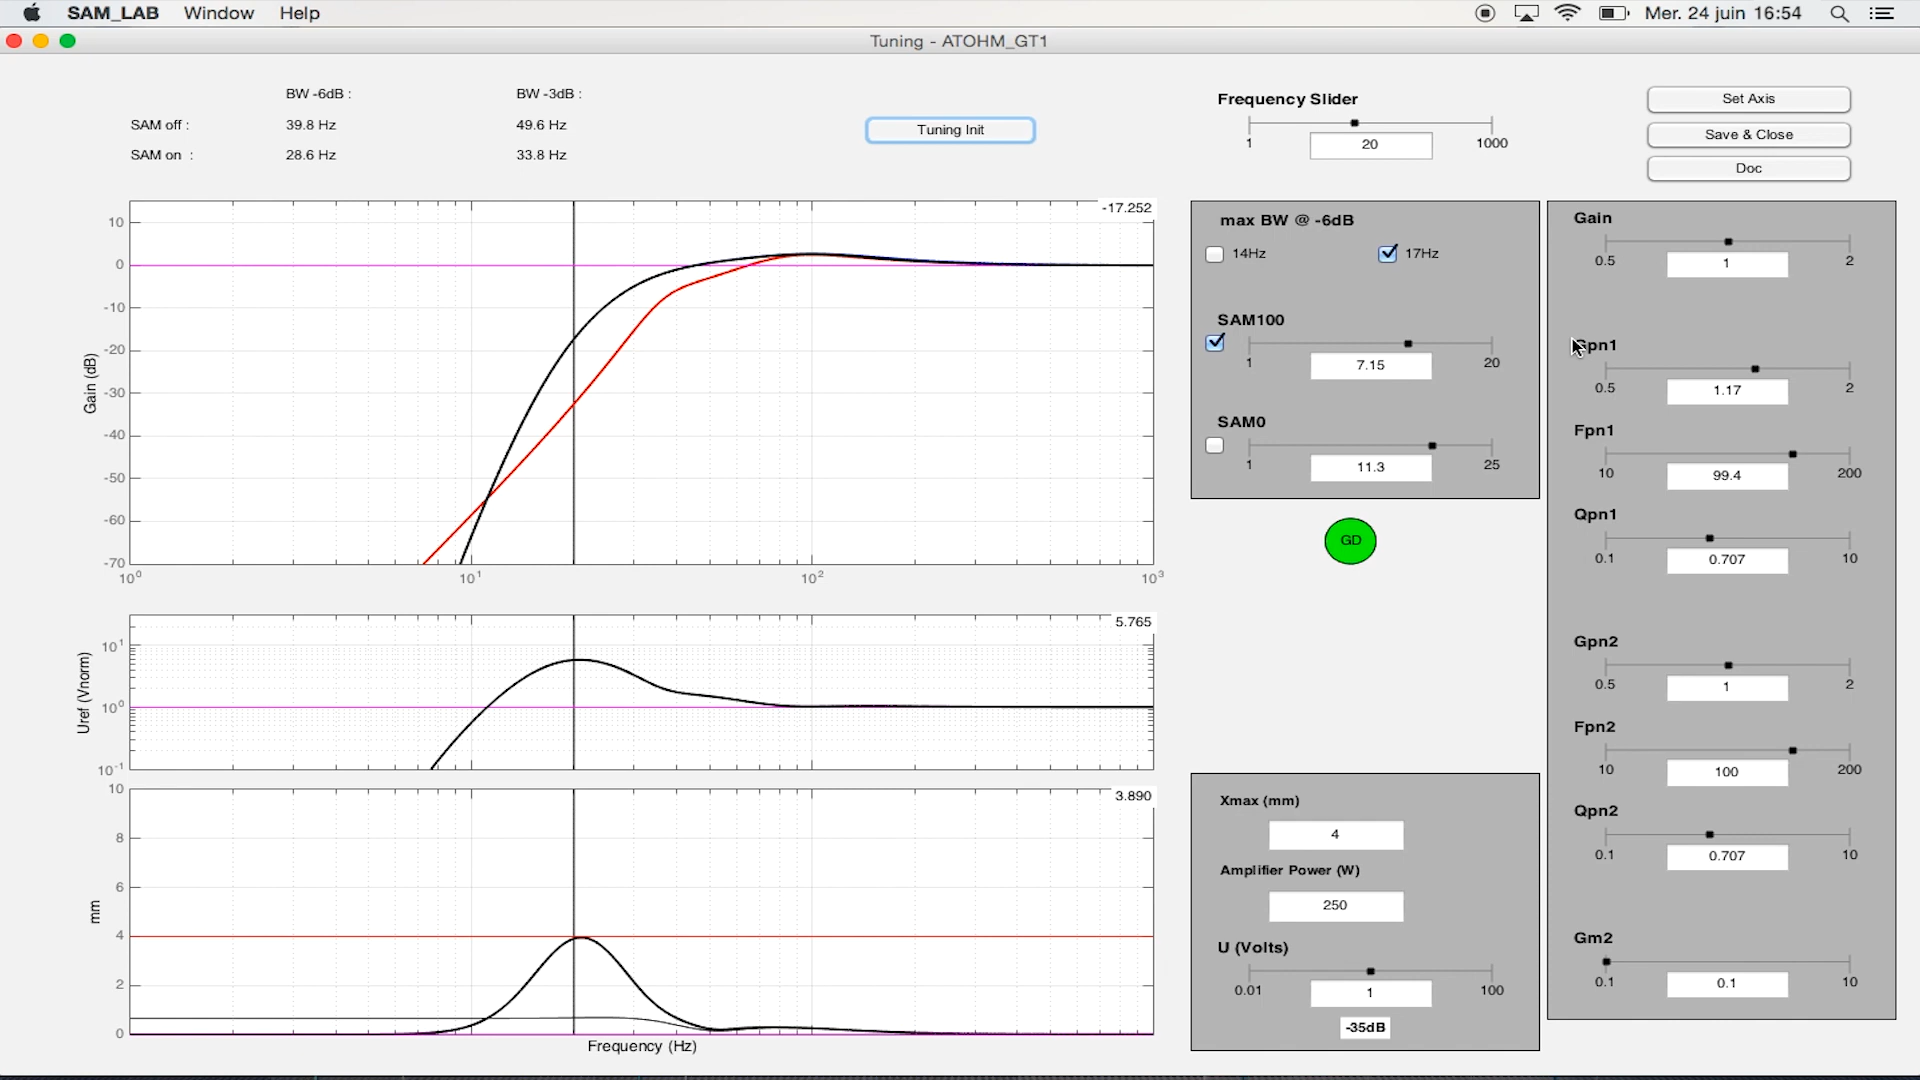 SAM_LAB Window Help Mer. 24 juin 16:54
Tuning - ATOHM_GT1
BW -6dB : BW -3dB :
SAM off : 39.8 Hz 49.6 Hz
SAM on : 28.6 Hz 33.8 Hz
Tuning Init
Frequency Slider
1 20 1000
Set Axis
Save & Close
Doc
-17.252
10
0
-10
-20
-30
-40
-50
-60
-70
Gain (dB)
10⁰ 10¹ 10² 10³
5.765
10¹
10⁰
10⁻¹
Uref (Vnorm)
3.890
10
8
6
4
2
0
mm
Frequency (Hz)
max BW @ -6dB
14Hz 17Hz
SAM100
1 7.15 20
SAM0
1 11.3 25
GD
Xmax (mm)
4
Amplifier Power (W)
250
U (Volts)
0.01 1 100
-35dB
Gain
0.5 1 2
pn1
0.5 1.17 2
Fpn1
10 99.4 200
Qpn1
0.1 0.707 10
Gpn2
0.5 1 2
Fpn2
10 100 200
Qpn2
0.1 0.707 10
Gm2
0.1 0.1 10